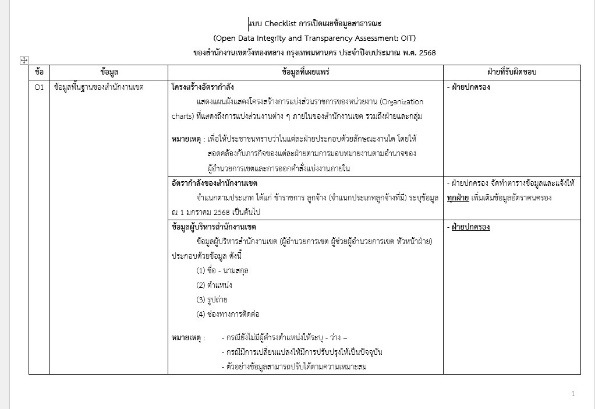 แบบ Checklist การเปิดเผยข้อมูลสาธารณะ
(Open Data Integrity and Transparency Assessment: OIT)
ของสำนักงานเขตวังทองหลาง กรุงเทพมหานคร ประจำปีงบประมาณ พ.ศ. 2568
ข้อ ข้อมูล ข้อมูลที่เผยแพร่ ฝ่ายที่รับผิดชอบ
O1 ข้อมูลพื้นฐานของสำนักงานเขต โครงสร้างอัตรากำลัง - ฝ่ายปกครอง
แสดงแผนผังแสดงโครงสร้างการแบ่งส่วนราชการของหน่วยงาน (Organization
charts) ที่แสดงถึงการแบ่งส่วนงานต่าง ๆ ภายในของสำนักงานเขต รวมถึงฝ่ายและกลุ่ม
หมายเหตุ : เพื่อให้ประชาชนทราบว่าในแต่ละฝ่ายประกอบด้วยลักษณะงานใด โดยให้
สอดคล้องกับภารกิจของแต่ละฝ่ายตามการมอบหมายงานตามอำนาจของ
ผู้อำนวยการเขตและการออกคำสั่งแบ่งงานภายใน
อัตรากำลังของสำนักงานเขต - ฝ่ายปกครอง จัดทำตารางข้อมูลและแจ้งให้
จำแนกตามประเภท ได้แก่ ข้าราชการ ลูกจ้าง (จำแนกประเภทลูกจ้างที่มี) ระบุข้อมูล ทุกฝ่าย เพิ่มเติมข้อมูลอัตราคนครอง
ณ 1 มกราคม 2568 เป็นต้นไป
ข้อมูลผู้บริหารสำนักงานเขต - ฝ่ายปกครอง
ข้อมูลผู้บริหารสำนักงานเขต (ผู้อำนวยการเขต ผู้ช่วยผู้อำนวยการเขต หัวหน้าฝ่าย)
ประกอบด้วยข้อมูล ดังนี้
(1) ชื่อ - นามสกุล
(2) ตำแหน่ง
(3) รูปถ่าย
(4) ช่องทางการติดต่อ
หมายเหตุ : - กรณียังไม่มีผู้ดำรงตำแหน่งให้ระบุ - ว่าง –
- กรณีมีการเปลี่ยนแปลงให้มีการปรับปรุงให้เป็นปัจจุบัน
- ตัวอย่างข้อมูลสามารถปรับได้ตามความเหมาะสม
1